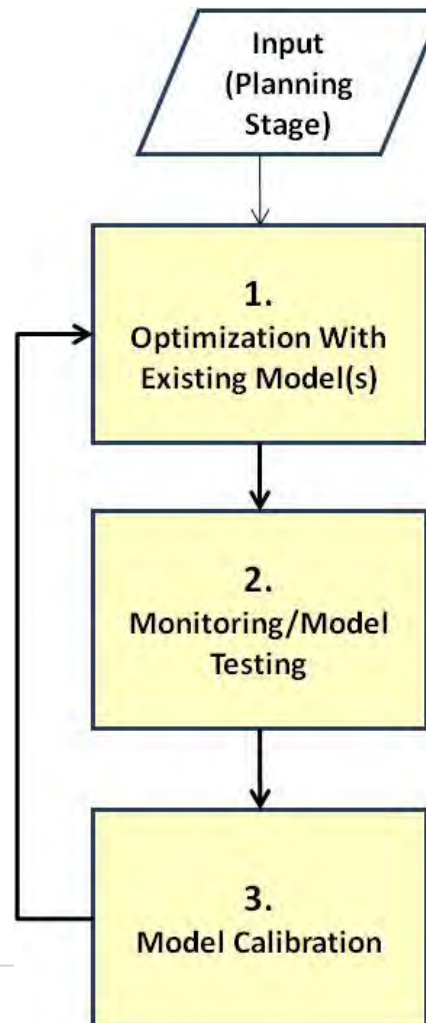 Input
(Planning
Stage)
1.
Optimization With
Existing Model(s)
2.
Monitoring/Model
Testing
3.
Model Calibration